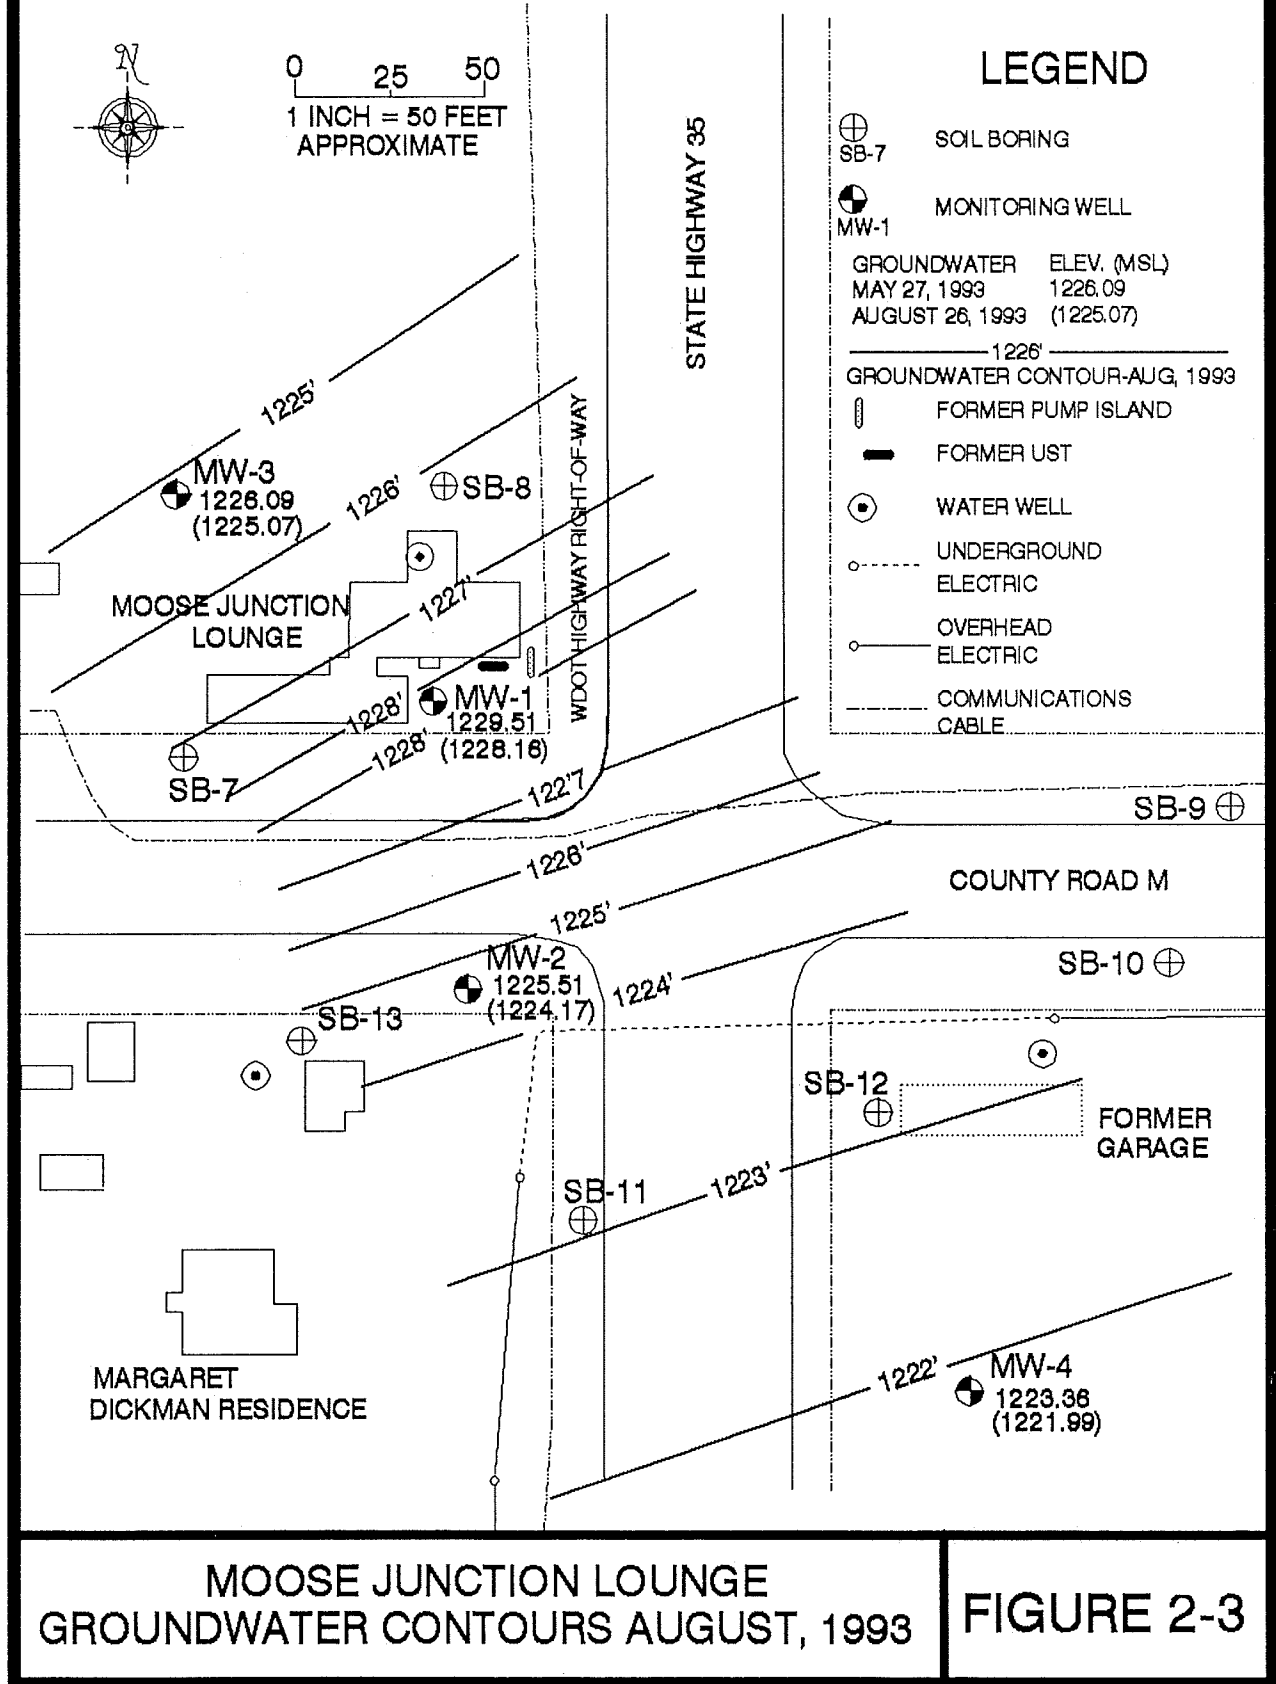 N
0 25 50
1 INCH = 50 FEET
APPROXIMATE
STATE HIGHWAY 35
WDOT HIGHWAY RIGHT-OF-WAY
LEGEND
SB-7 SOIL BORING
MW-1 MONITORING WELL
GROUNDWATER ELEV. (MSL)
MAY 27, 1993 1226.09
AUGUST 26, 1993 (1225.07)
1226'
GROUNDWATER CONTOUR-AUG, 1993
FORMER PUMP ISLAND
FORMER UST
WATER WELL
UNDERGROUND
ELECTRIC
OVERHEAD
ELECTRIC
COMMUNICATIONS
CABLE
1225'
MW-3
1226.09
(1225.07)
1226'
SB-8
1227'
MOOSE JUNCTION
LOUNGE
1228'
MW-1
1229.51
(1228.16)
1228'
SB-7
122'7
SB-9
1226'
COUNTY ROAD M
1225'
MW-2
1225.51
(1224.17)
1224'
SB-10
SB-13
SB-12
FORMER
GARAGE
1223'
SB-11
MARGARET
DICKMAN RESIDENCE
1222'
MW-4
1223.36
(1221.99)
MOOSE JUNCTION LOUNGE
GROUNDWATER CONTOURS AUGUST, 1993
FIGURE 2-3